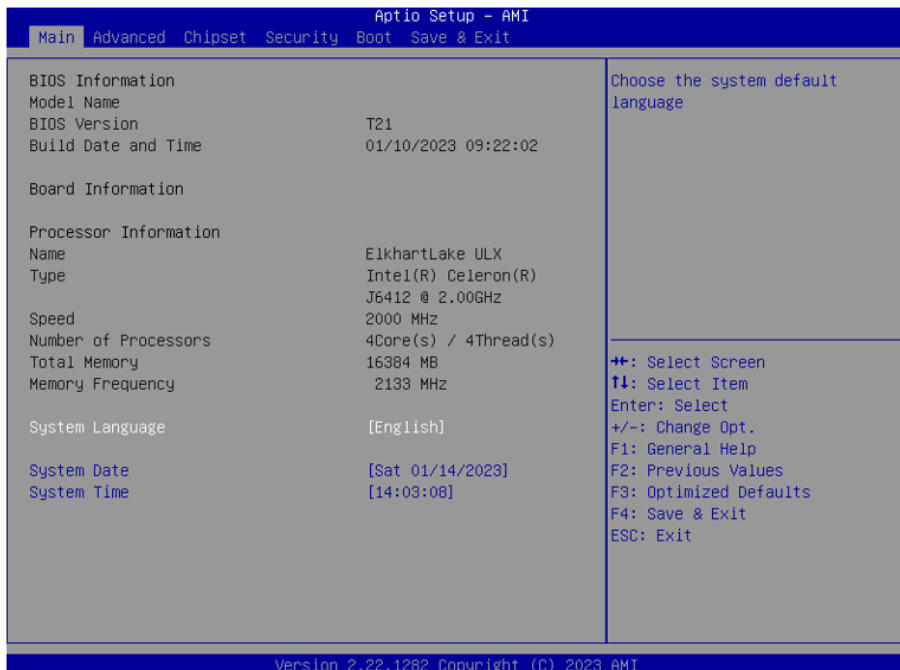 Aptio Setup – AMI
Main Advanced Chipset Security Boot Save & Exit
BIOS Information
Model Name
BIOS Version T21
Build Date and Time 01/10/2023 09:22:02
Board Information
Processor Information
Name ElkhartLake ULX
Type Intel(R) Celeron(R)
J6412 @ 2.00GHz
Speed 2000 MHz
Number of Processors 4Core(s) / 4Thread(s)
Total Memory 16384 MB
Memory Frequency 2133 MHz
System Language [English]
System Date [Sat 01/14/2023]
System Time [14:03:08]
Choose the system default
language
→←: Select Screen
↑↓: Select Item
Enter: Select
+/-: Change Opt.
F1: General Help
F2: Previous Values
F3: Optimized Defaults
F4: Save & Exit
ESC: Exit
Version 2.22.1282 Copyright (C) 2023 AMI